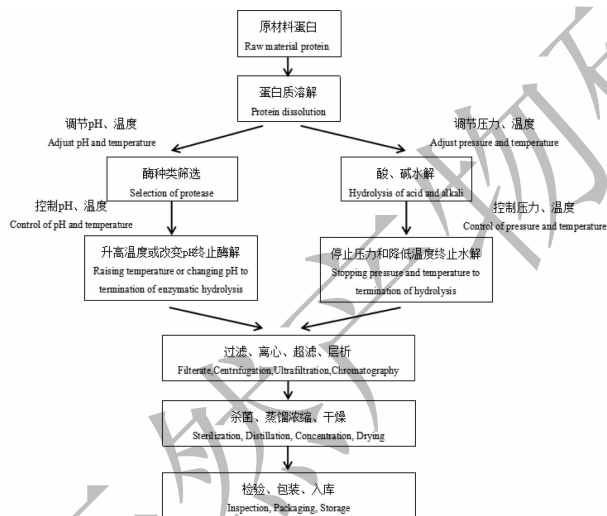 原材料蛋白
Raw material protein
蛋白质溶解
Protein dissolution
调节pH、温度
Adjust pH and temperature
调节压力、温度
Adjust pressure and temperature
酶种类筛选
Selection of protease
酸、碱水解
Hydrolysis of acid and alkali
控制pH、温度
Control of pH and temperature
控制压力、温度
Control of pressure and temperature
升高温度或改变pH终止酶解
Raising temperature or changing pH to
termination of enzymatic hydrolysis
停止压力和降低温度终止水解
Stopping pressure and temperature to
termination of hydrolysis
过滤、离心、超滤、层析
Filterate,Centrifugation,Ultrafiltration,Chromatography
杀菌、蒸馏浓缩、干燥
Sterilization, Distillation, Concentration, Drying
检验、包装、入库
Inspection, Packaging, Storage
天然产物研